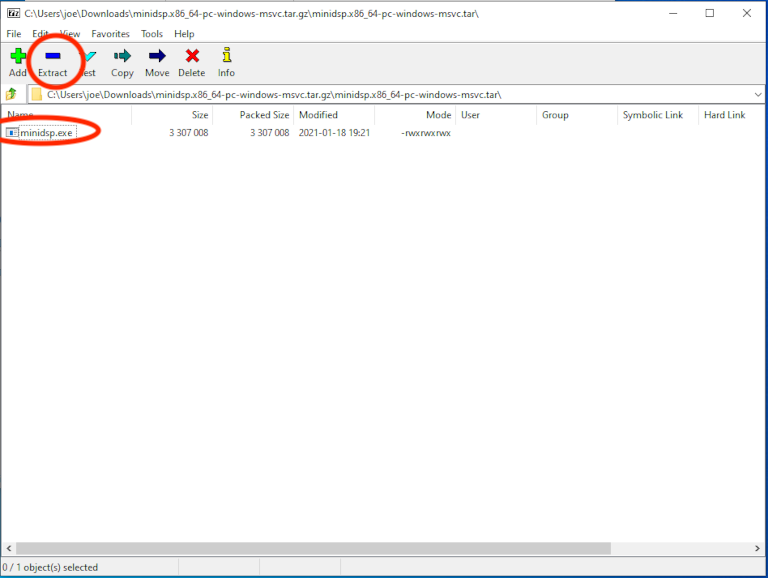 C:\Users\joe\Downloads\minidsp.x86_64-pc-windows-msvc.tar.gz\minidsp.x86_64-pc-windows-msvc.tar\
File Edit View Favorites Tools Help
Add Extract Test Copy Move Delete Info
C:\Users\joe\Downloads\minidsp.x86_64-pc-windows-msvc.tar.gz\minidsp.x86_64-pc-windows-msvc.tar\
Name Size Packed Size Modified Mode User Group Symbolic Link Hard Link
minidsp.exe 3 307 008 3 307 008 2021-01-18 19:21 -rwxrwxrwx
0 / 1 object(s) selected